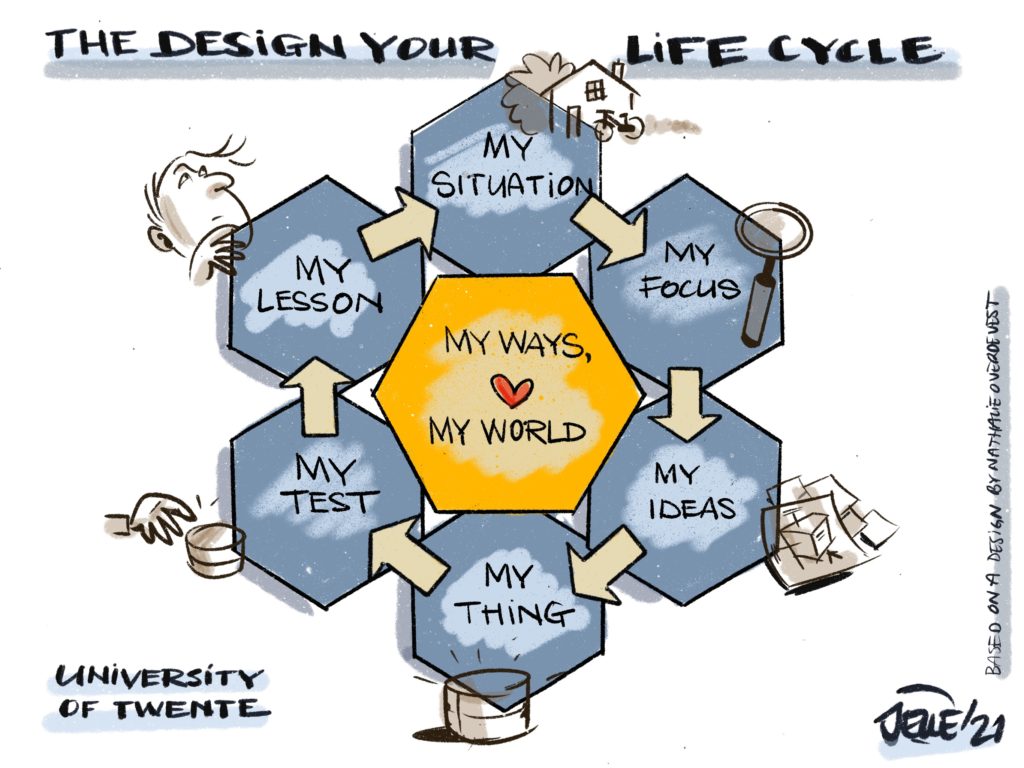 THE DESIGN YOUR LIFE CYCLE
MY
SITUATION
MY
FOCUS
MY
IDEAS
MY
THING
MY
TEST
MY
LESSON
MY WAYS,
MY WORLD
UNIVERSITY
OF TWENTE
BASED ON A DESIGN BY NATHALIE OVERDEVEST
JELLE/21